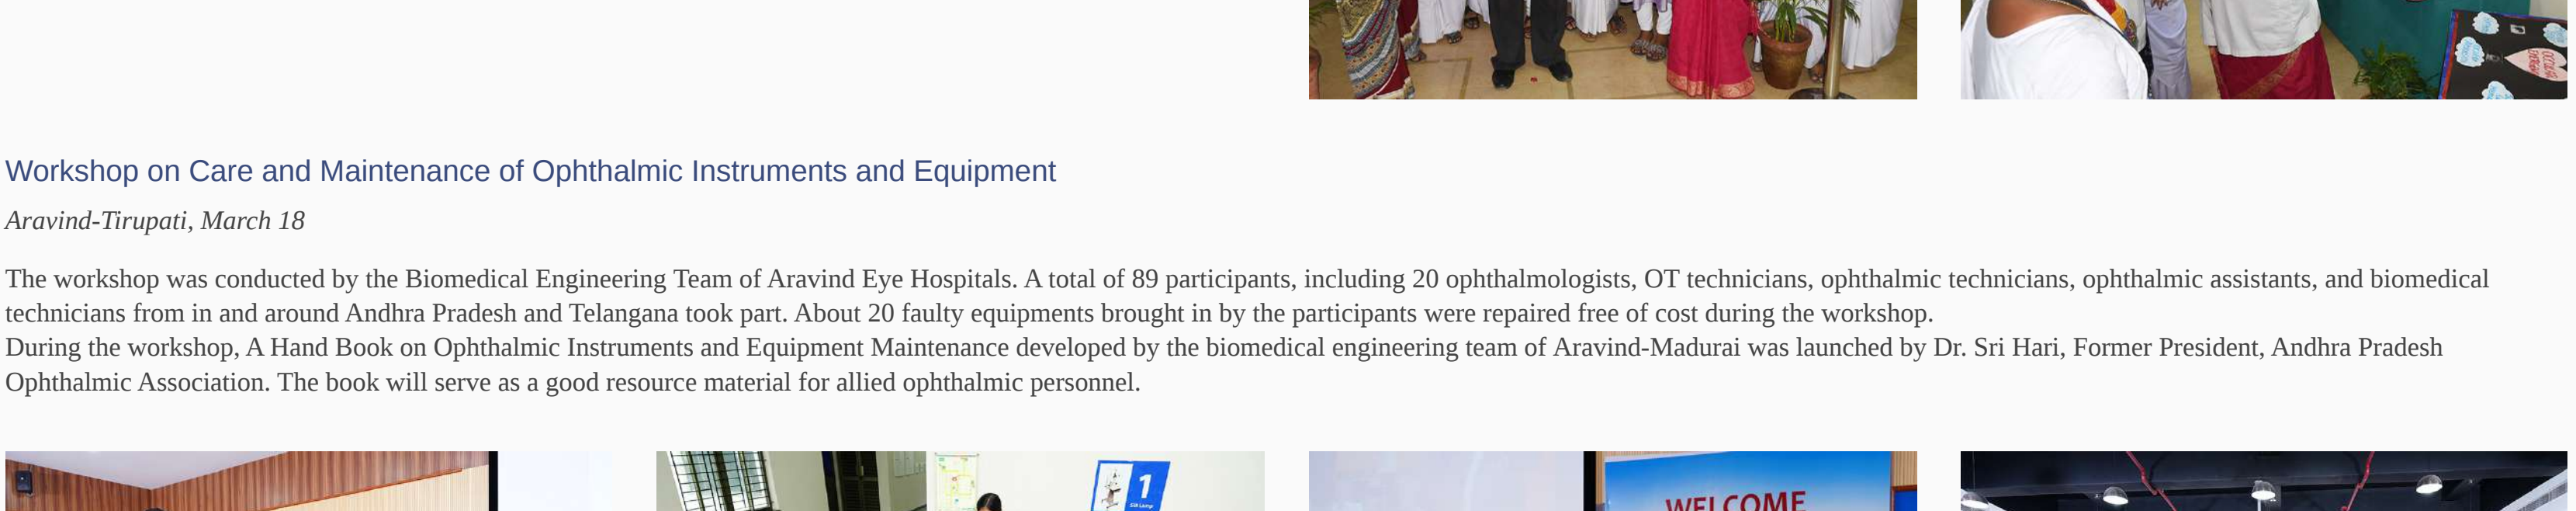 Workshop on Care and Maintenance of Ophthalmic Instruments and Equipment
Aravind-Tirupati, March 18
The workshop was conducted by the Biomedical Engineering Team of Aravind Eye Hospitals. A total of 89 participants, including 20 ophthalmologists, OT technicians, ophthalmic technicians, ophthalmic assistants, and biomedical
technicians from in and around Andhra Pradesh and Telangana took part. About 20 faulty equipments brought in by the participants were repaired free of cost during the workshop.
During the workshop, A Hand Book on Ophthalmic Instruments and Equipment Maintenance developed by the biomedical engineering team of Aravind-Madurai was launched by Dr. Sri Hari, Former President, Andhra Pradesh
Ophthalmic Association. The book will serve as a good resource material for allied ophthalmic personnel.
1
WELCOME